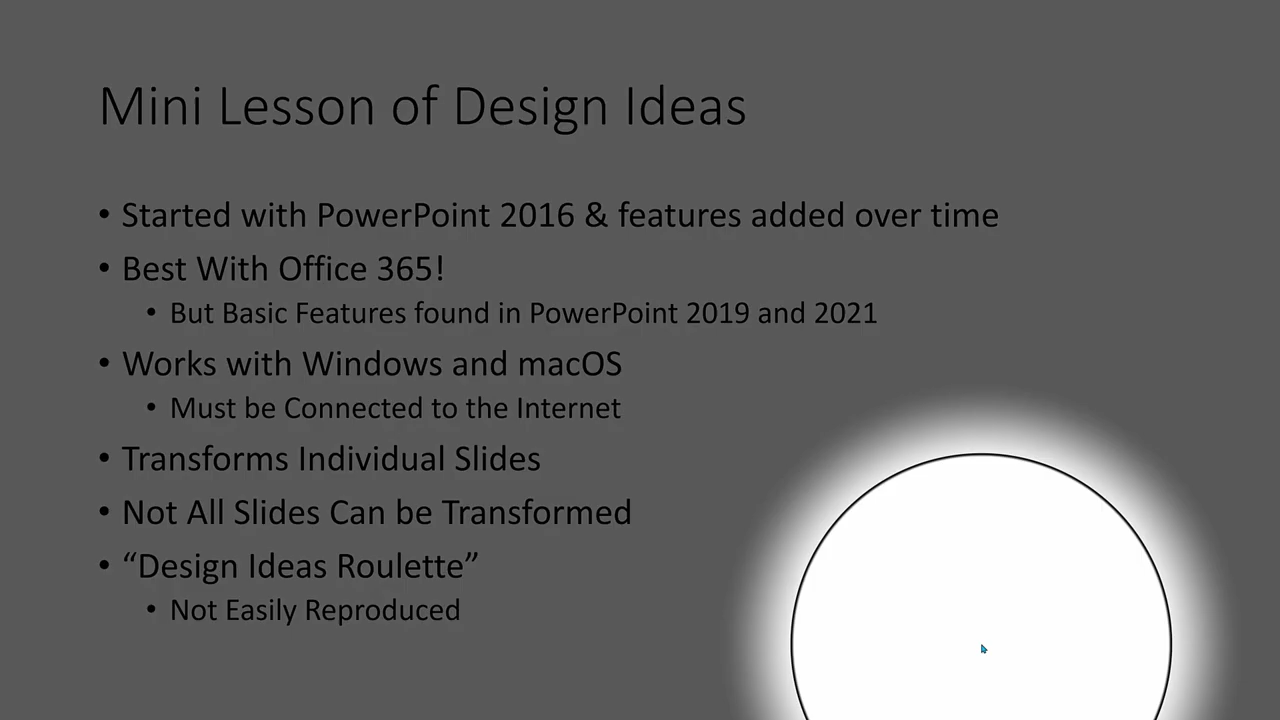 Mini Lesson of Design Ideas
• Started with PowerPoint 2016 & features added over time
• Best With Office 365!
• But Basic Features found in PowerPoint 2019 and 2021
• Works with Windows and macOS
• Must be Connected to the Internet
• Transforms Individual Slides
• Not All Slides Can be Transformed
• “Design Ideas Roulette”
• Not Easily Reproduced